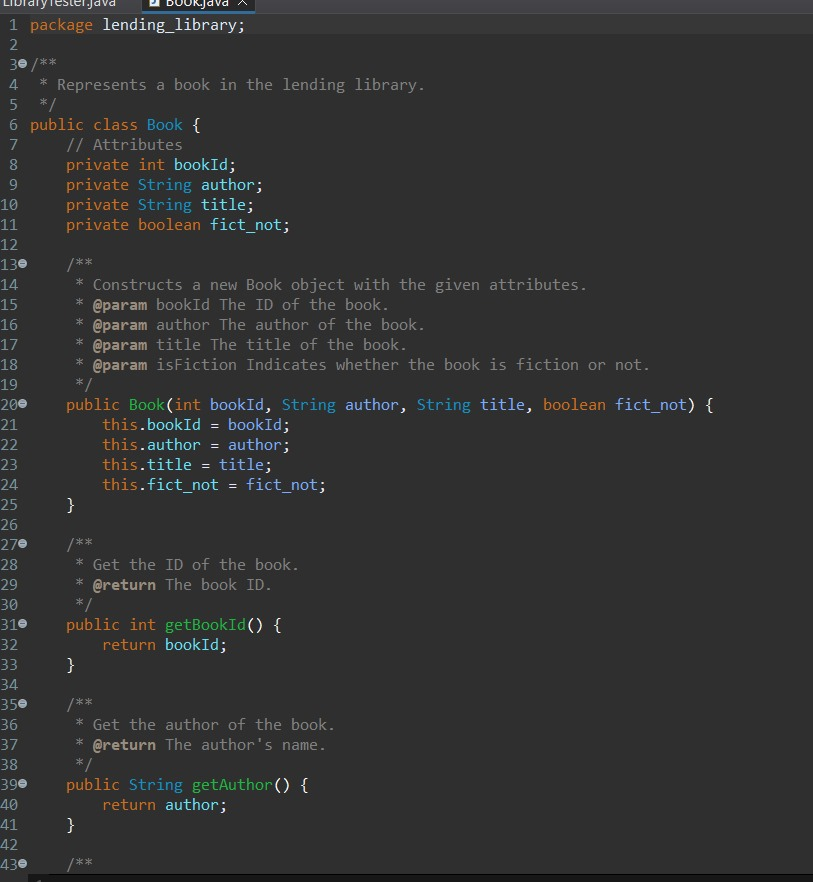 LibraryTester.java Book.java
1 package lending_library;
2
3 /**
4  * Represents a book in the lending library.
5  */
6 public class Book {
7     // Attributes
8     private int bookId;
9     private String author;
10     private String title;
11     private boolean fict_not;
12
13     /**
14      * Constructs a new Book object with the given attributes.
15      * @param bookId The ID of the book.
16      * @param author The author of the book.
17      * @param title The title of the book.
18      * @param isFiction Indicates whether the book is fiction or not.
19      */
20     public Book(int bookId, String author, String title, boolean fict_not) {
21         this.bookId = bookId;
22         this.author = author;
23         this.title = title;
24         this.fict_not = fict_not;
25     }
26
27     /**
28      * Get the ID of the book.
29      * @return The book ID.
30      */
31     public int getBookId() {
32         return bookId;
33     }
34
35     /**
36      * Get the author of the book.
37      * @return The author's name.
38      */
39     public String getAuthor() {
40         return author;
41     }
42
43     /**